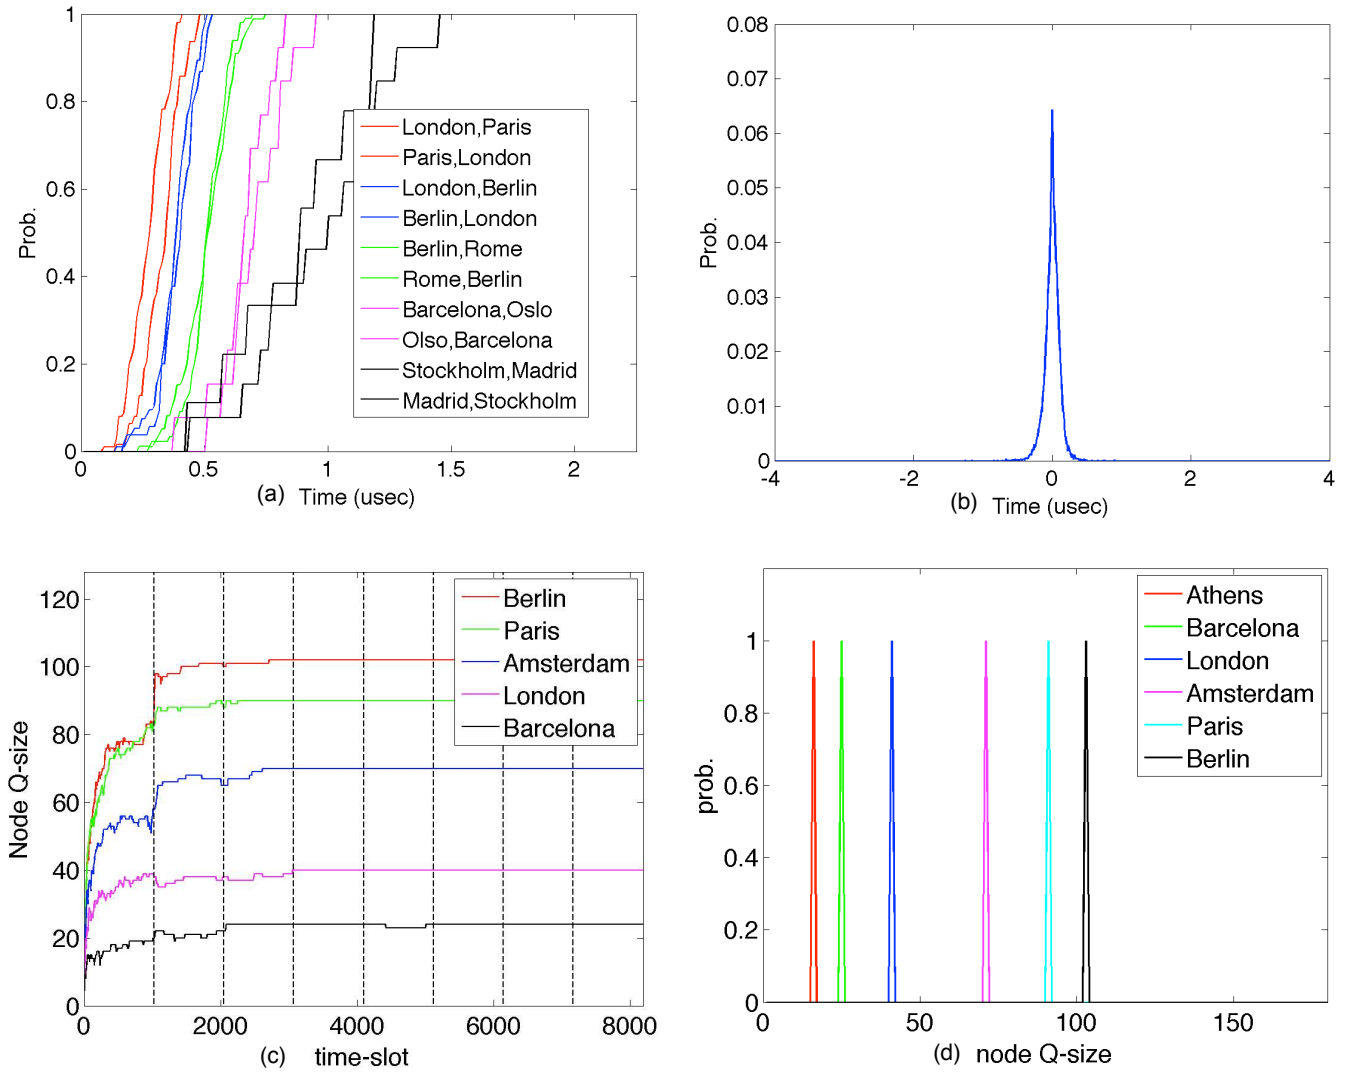 1
0.8
0.6
0.4
0.2
0
Prob.
0
0.5
1
1.5
2
(a) Time (usec)
London,Paris
Paris,London
London,Berlin
Berlin,London
Berlin,Rome
Rome,Berlin
Barcelona,Oslo
Olso,Barcelona
Stockholm,Madrid
Madrid,Stockholm
0.08
0.07
0.06
0.05
0.04
0.03
0.02
0.01
0
Prob.
-4
-2
0
2
4
(b) Time (usec)
120
100
80
60
40
20
0
Node Q-size
0
2000
4000
6000
8000
(c) time-slot
Berlin
Paris
Amsterdam
London
Barcelona
1
0.8
0.6
0.4
0.2
0
prob.
0
50
100
150
(d) node Q-size
Athens
Barcelona
London
Amsterdam
Paris
Berlin